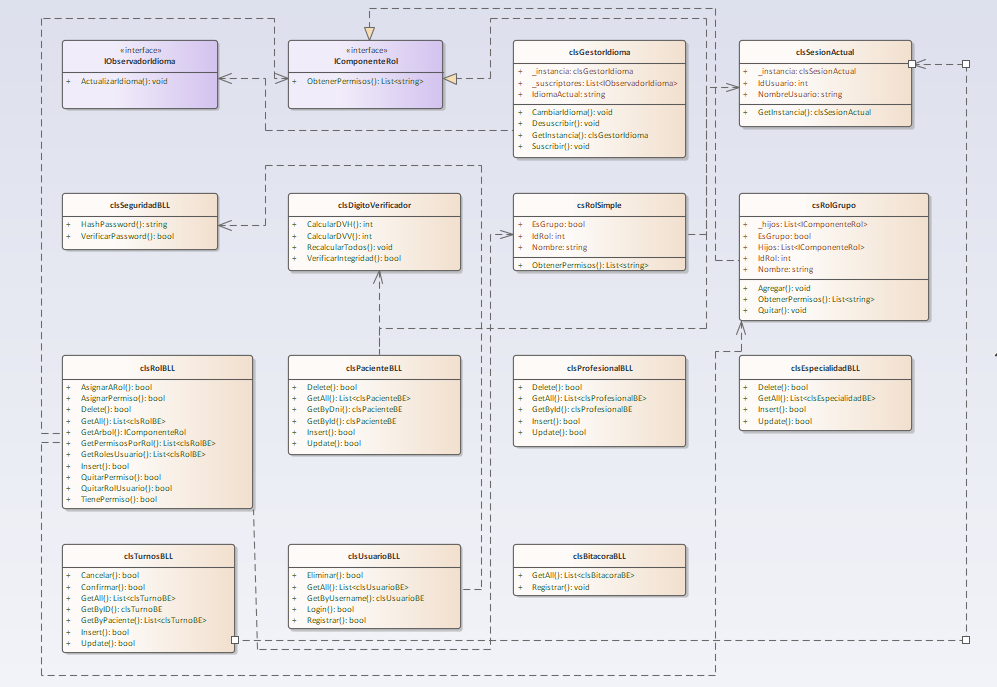 «interface»
IObservadorIdioma
+ ActualizarIdioma(): void
«interface»
IComponenteRol
+ ObtenerPermisos(): List<string>
clsGestorIdioma
+ _instancia: clsGestorIdioma
+ _suscriptores: List<IObservadorIdioma>
+ IdiomaActual: string
+ CambiarIdioma(): void
+ Desuscribir(): void
+ GetInstancia(): clsGestorIdioma
+ Suscribir(): void
clsSesionActual
+ _instancia: clsSesionActual
+ IdUsuario: int
+ NombreUsuario: string
+ GetInstancia(): clsSesionActual
clsSeguridadBLL
+ HashPassword(): string
+ VerificarPassword(): bool
clsDigitoVerificador
+ CalcularDVH(): int
+ CalcularDVV(): int
+ RecalcularTodos(): void
+ VerificarIntegridad(): bool
csRolSimple
+ EsGrupo: bool
+ IdRol: int
+ Nombre: string
+ ObtenerPermisos(): List<string>
csRolGrupo
+ _hijos: List<IComponenteRol>
+ EsGrupo: bool
+ Hijos: List<IComponenteRol>
+ IdRol: int
+ Nombre: string
+ Agregar(): void
+ ObtenerPermisos(): List<string>
+ Quitar(): void
clsRolBLL
+ AsignarARol(): bool
+ AsignarPermiso(): bool
+ Delete(): bool
+ GetAll(): List<clsRolBE>
+ GetArbol(): IComponenteRol
+ GetPermisosPorRol(): List<clsRolBE>
+ GetRolesUsuario(): List<clsRolBE>
+ Insert(): bool
+ QuitarPermiso(): bool
+ QuitarRolUsuario(): bool
+ TienePermiso(): bool
clsPacienteBLL
+ Delete(): bool
+ GetAll(): List<clsPacienteBE>
+ GetByDni(): clsPacienteBE
+ GetById(): clsPacienteBE
+ Insert(): bool
+ Update(): bool
clsProfesionalBLL
+ Delete(): bool
+ GetAll(): List<clsProfesionalBE>
+ GetById(): clsProfesionalBE
+ Insert(): bool
+ Update(): bool
clsEspecialidadBLL
+ Delete(): bool
+ GetAll(): List<clsEspecialidadBE>
+ Insert(): bool
+ Update(): bool
clsTurnosBLL
+ Cancelar(): bool
+ Confirmar(): bool
+ GetAll(): List<clsTurnoBE>
+ GetByID(): clsTurnoBE
+ GetByPaciente(): List<clsTurnoBE>
+ Insert(): bool
+ Update(): bool
clsUsuarioBLL
+ Eliminar(): bool
+ GetAll(): List<clsUsuarioBE>
+ GetByUsername(): clsUsuarioBE
+ Login(): bool
+ Registrar(): bool
clsBitacoraBLL
+ GetAll(): List<clsBitacoraBE>
+ Registrar(): void